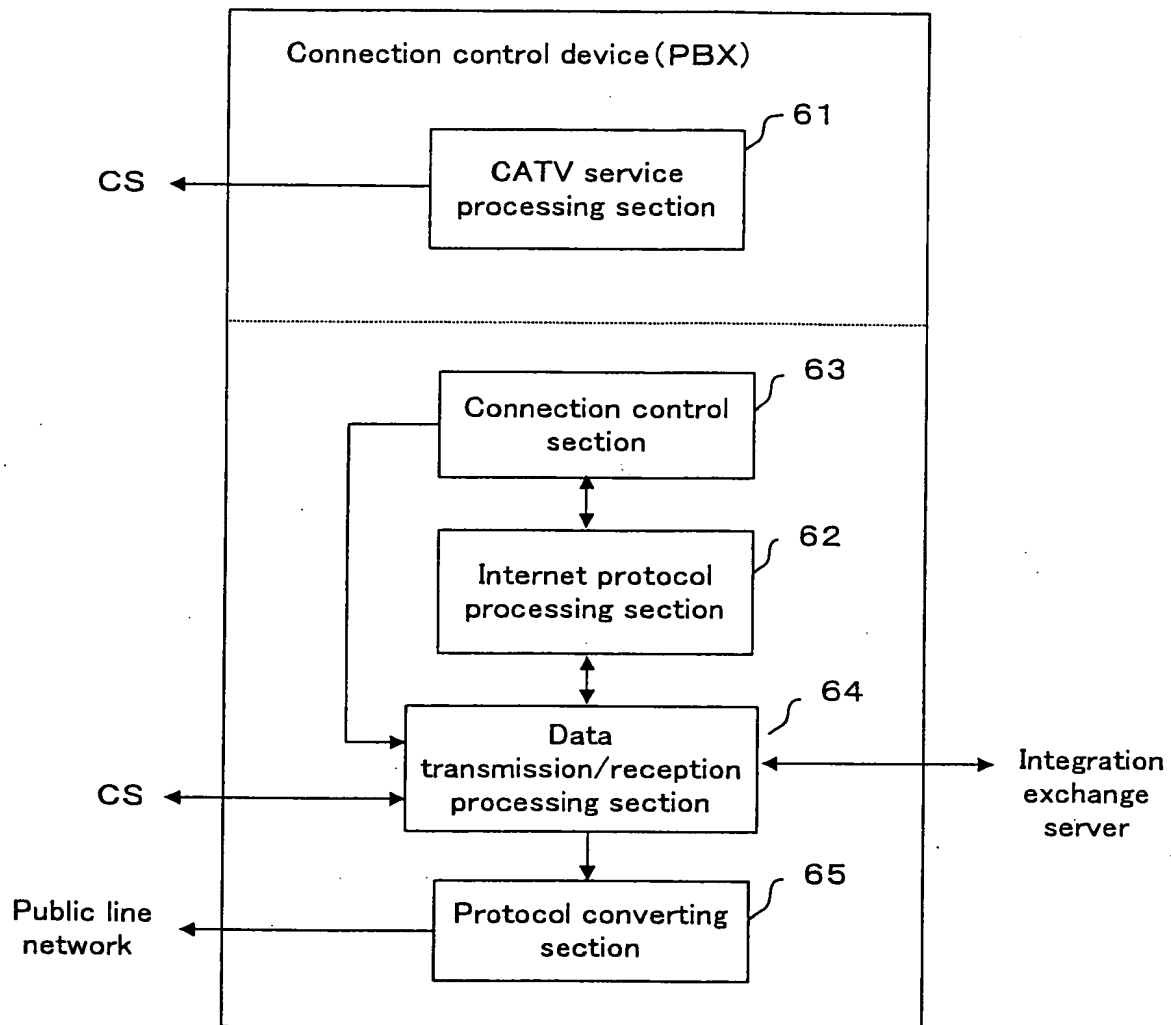 Connection control device(PBX)
61
CATV service
processing section
CS
63
Connection control
section
62
Internet protocol
processing section
64
Data
transmission/reception
processing section
CS
Integration
exchange
server
65
Protocol converting
section
Public line
network